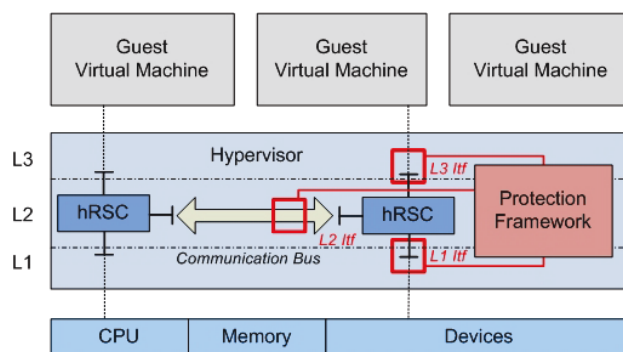 Guest
Virtual Machine
Guest
Virtual Machine
Guest
Virtual Machine
L3
Hypervisor
L3 Itf
L2
hRSC
hRSC
Protection
Framework
L2 Itf
L1
Communication Bus
L1 Itf
CPU
Memory
Devices